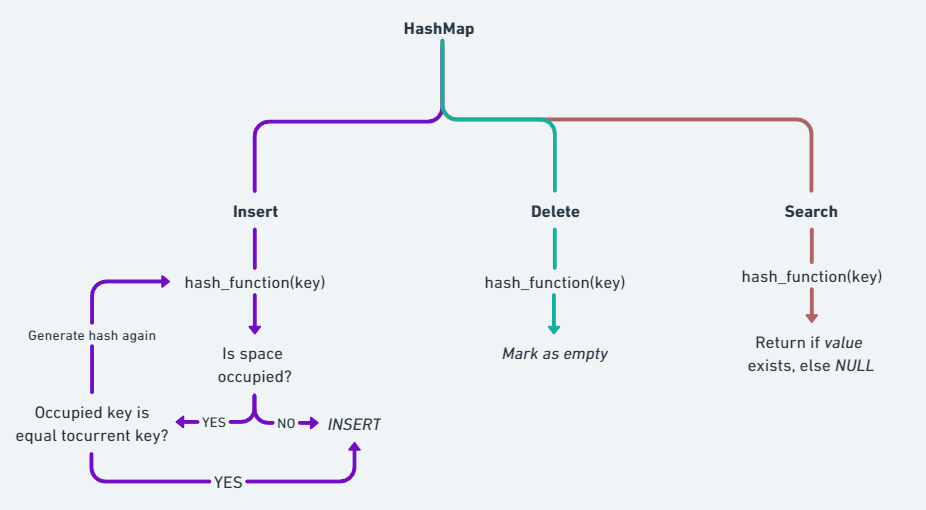 HashMap
Insert
Delete
Search
hash_function(key)
hash_function(key)
hash_function(key)
Generate hash again
Is space
occupied?
Mark as empty
Return if value
exists, else NULL
Occupied key is
equal tocurrent key?
YES
NO
INSERT
YES